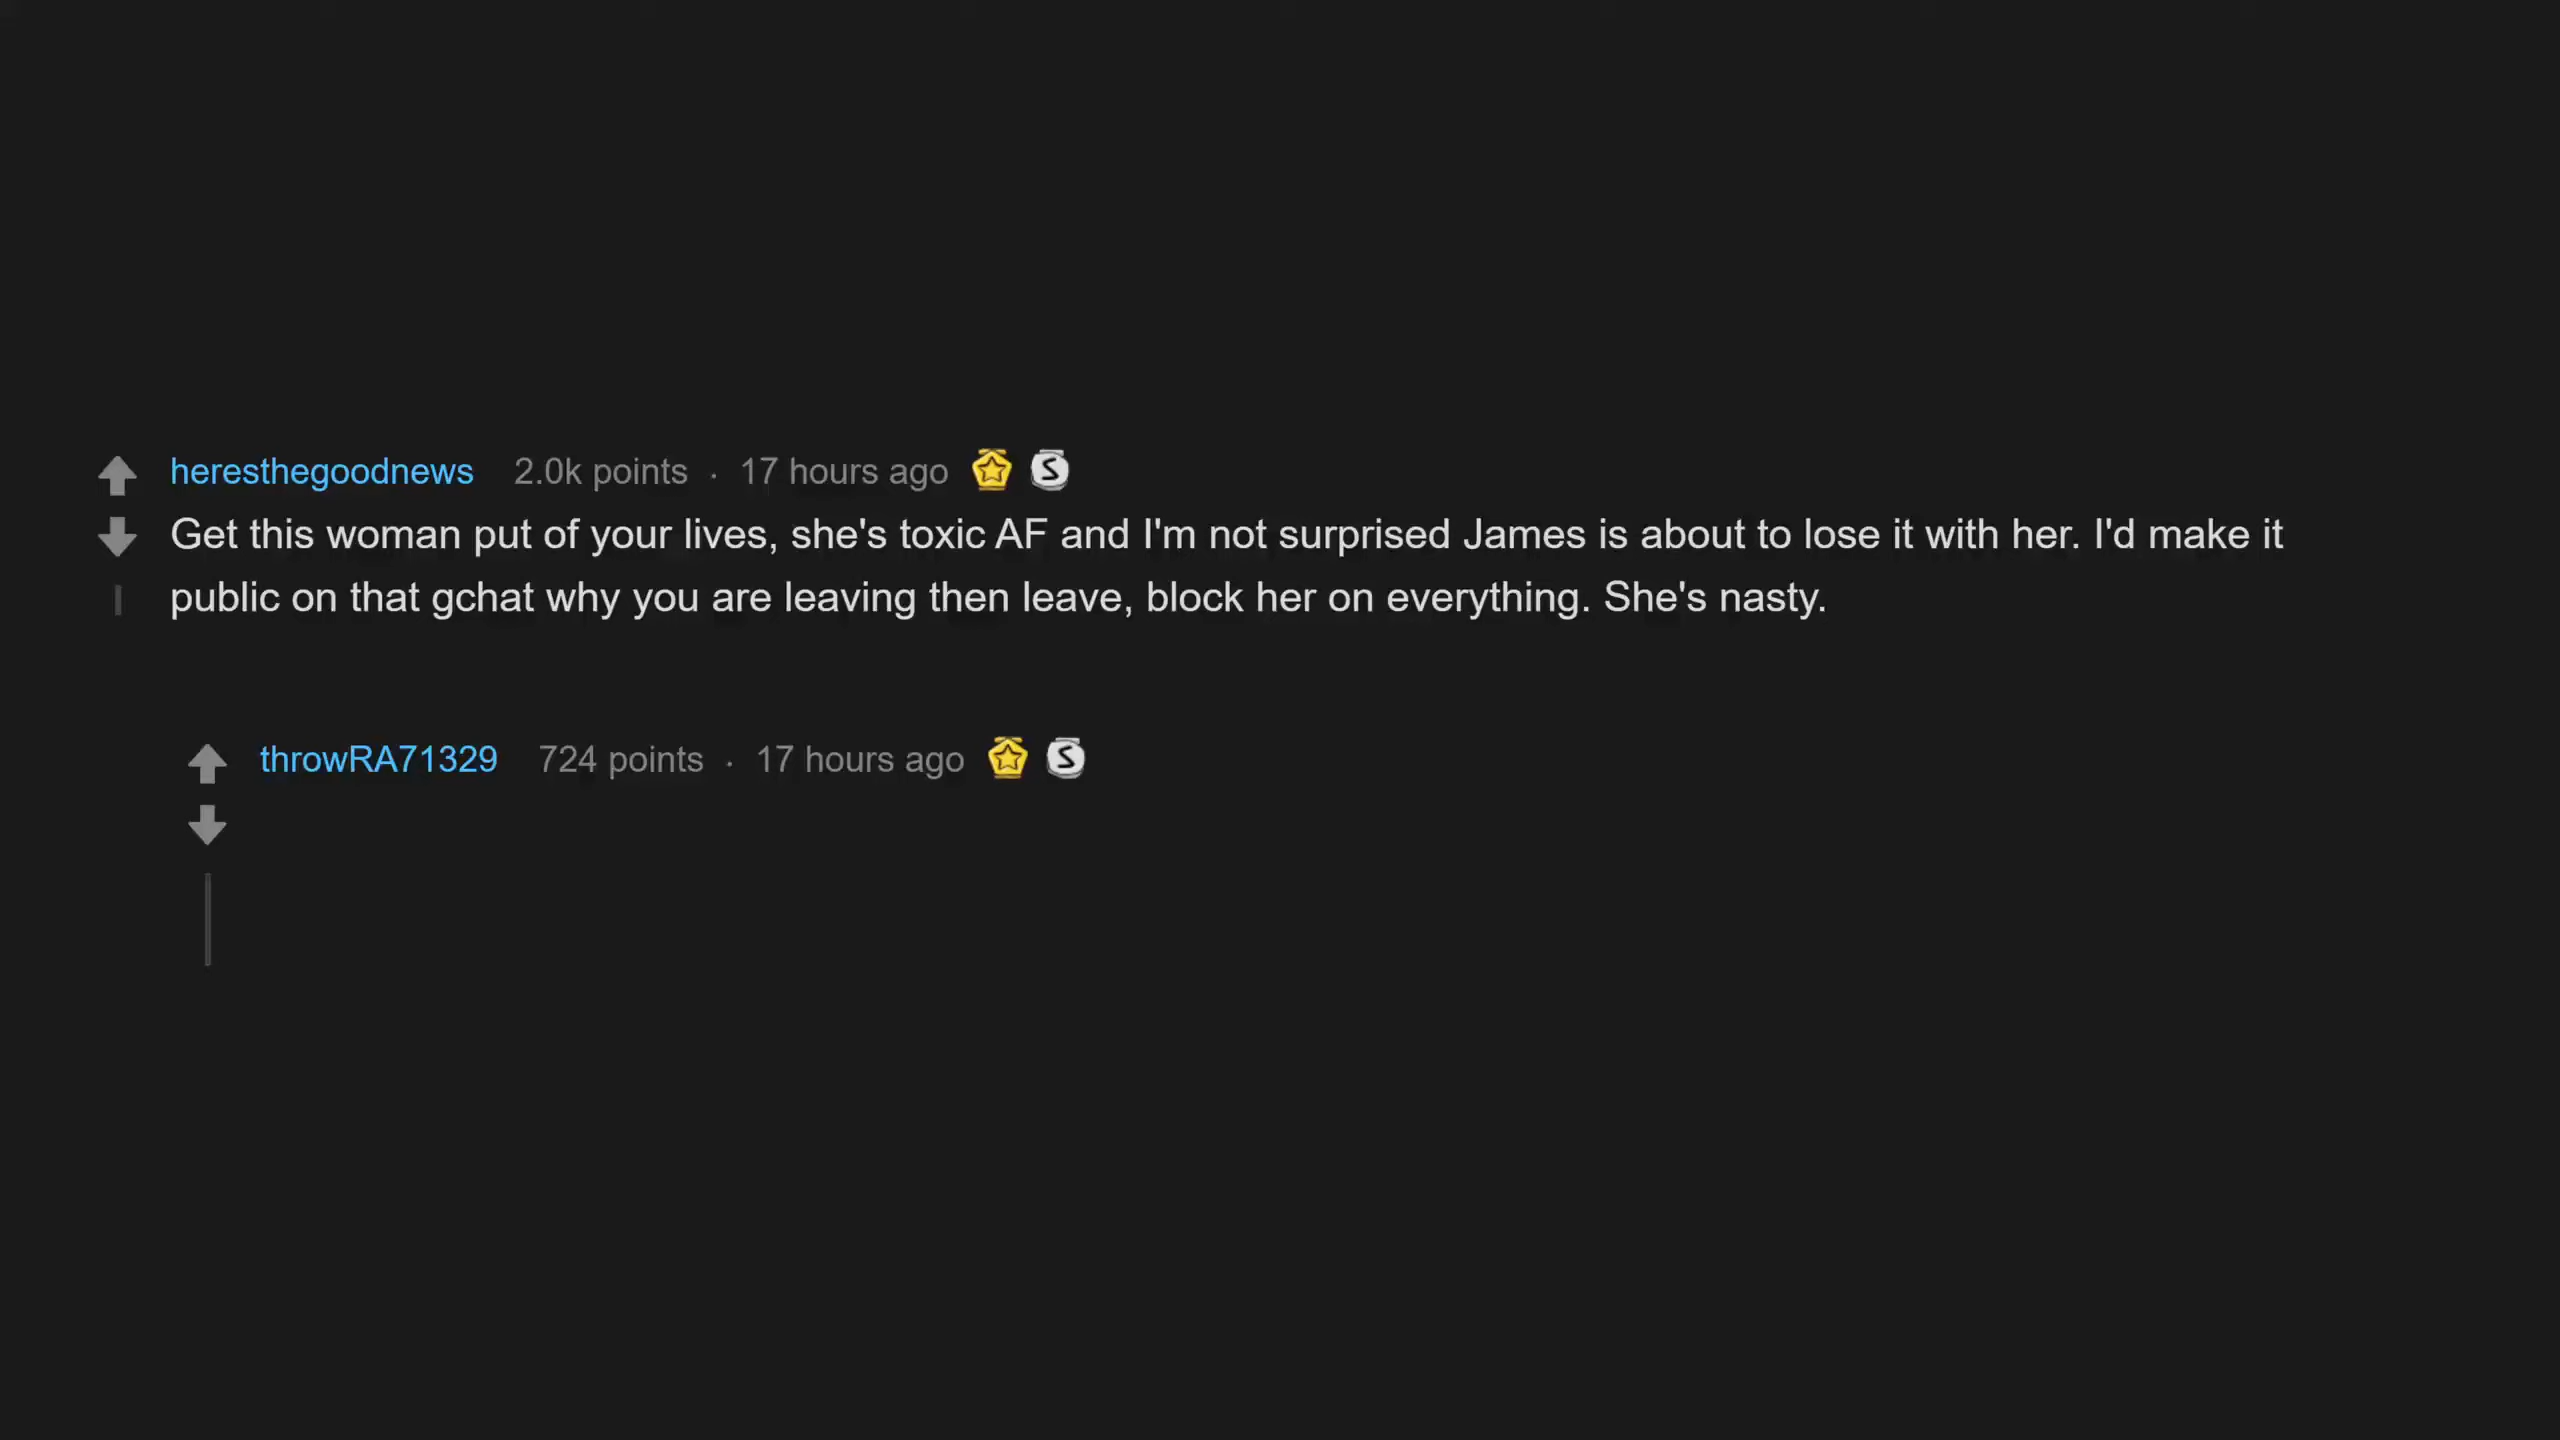 heresthegoodnews 2.0k points · 17 hours ago
Get this woman put of your lives, she's toxic AF and I'm not surprised James is about to lose it with her. I'd make it
public on that gchat why you are leaving then leave, block her on everything. She's nasty.
throwRA71329 724 points · 17 hours ago